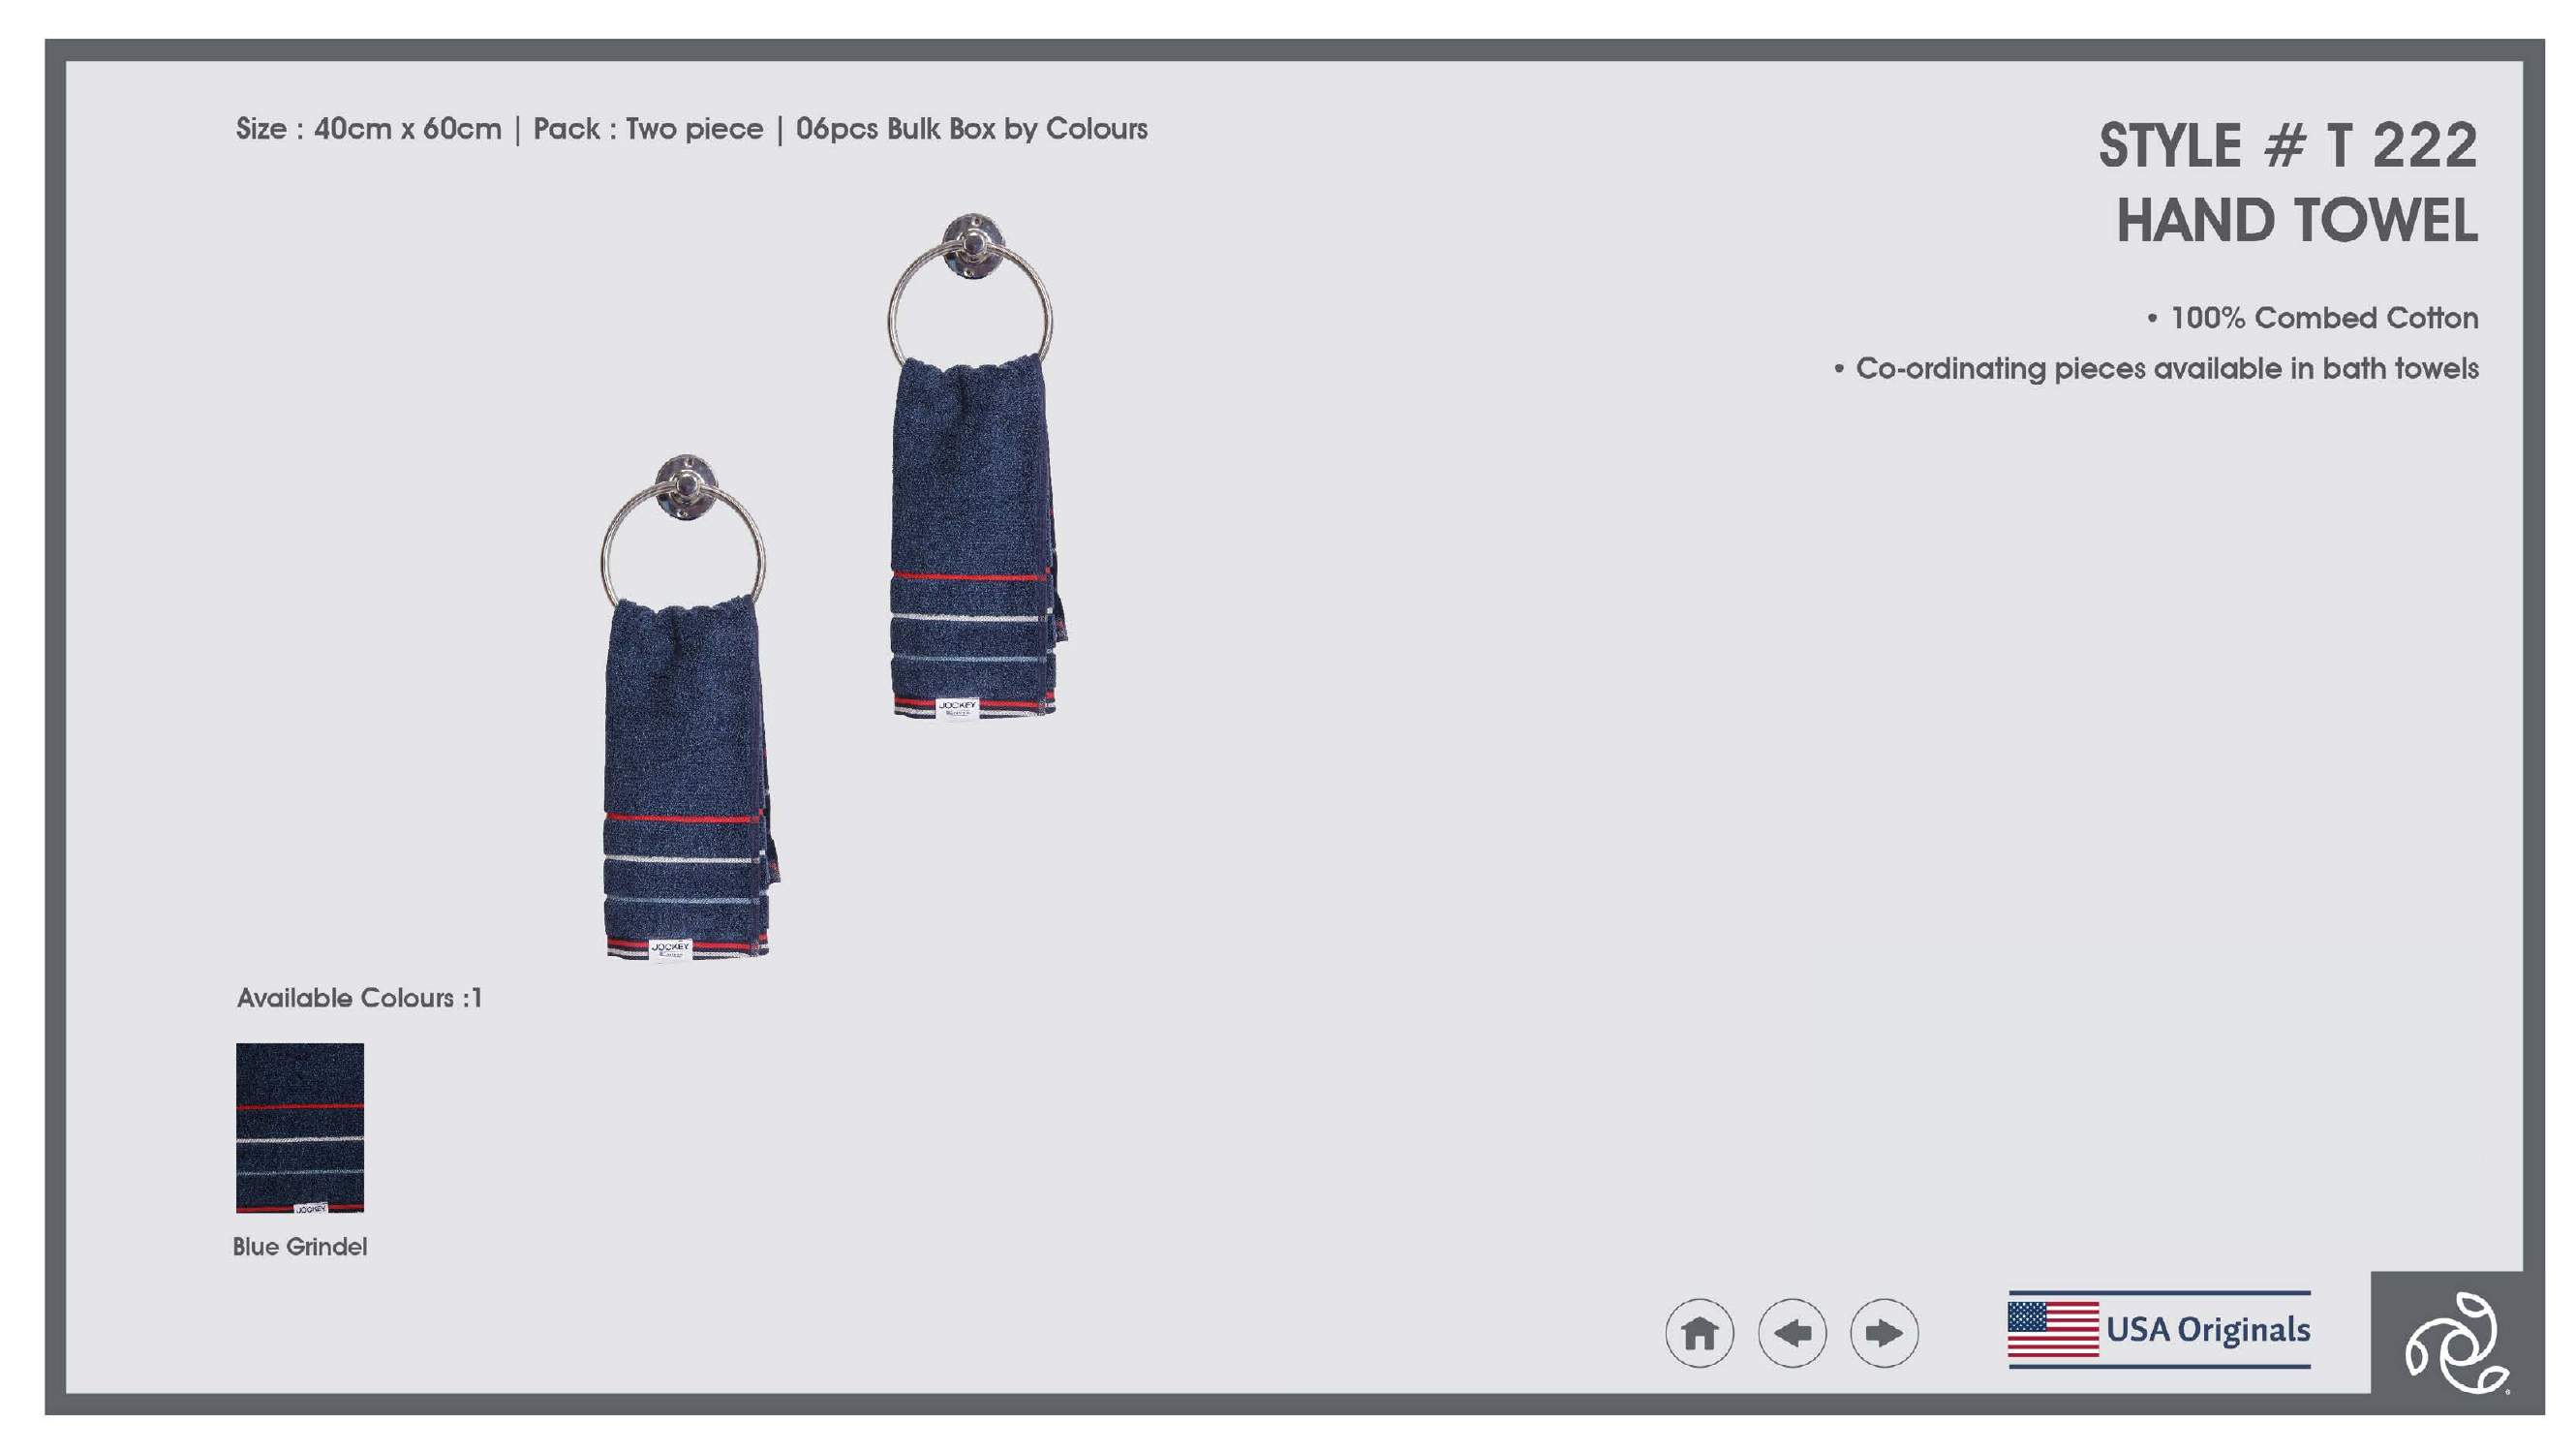 Size : 40cm x 60cm | Pack : Two piece | 06pcs Bulk Box by Colours
STYLE # T 222
HAND TOWEL
• 100% Combed Cotton
• Co-ordinating pieces available in bath towels
JOCKEY
JOCKEY
Available Colours :1
JOCKEY
Blue Grindel
USA Originals